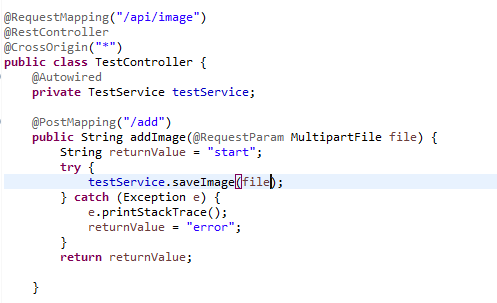 @RequestMapping("/api/image")
@RestController
@CrossOrigin("*")
public class TestController {
    @Autowired
    private TestService testService;

    @PostMapping("/add")
    public String addImage(@RequestParam MultipartFile file) {
        String returnValue = "start";
        try {
            testService.saveImage(file);
        } catch (Exception e) {
            e.printStackTrace();
            returnValue = "error";
        }
        return returnValue;

    }